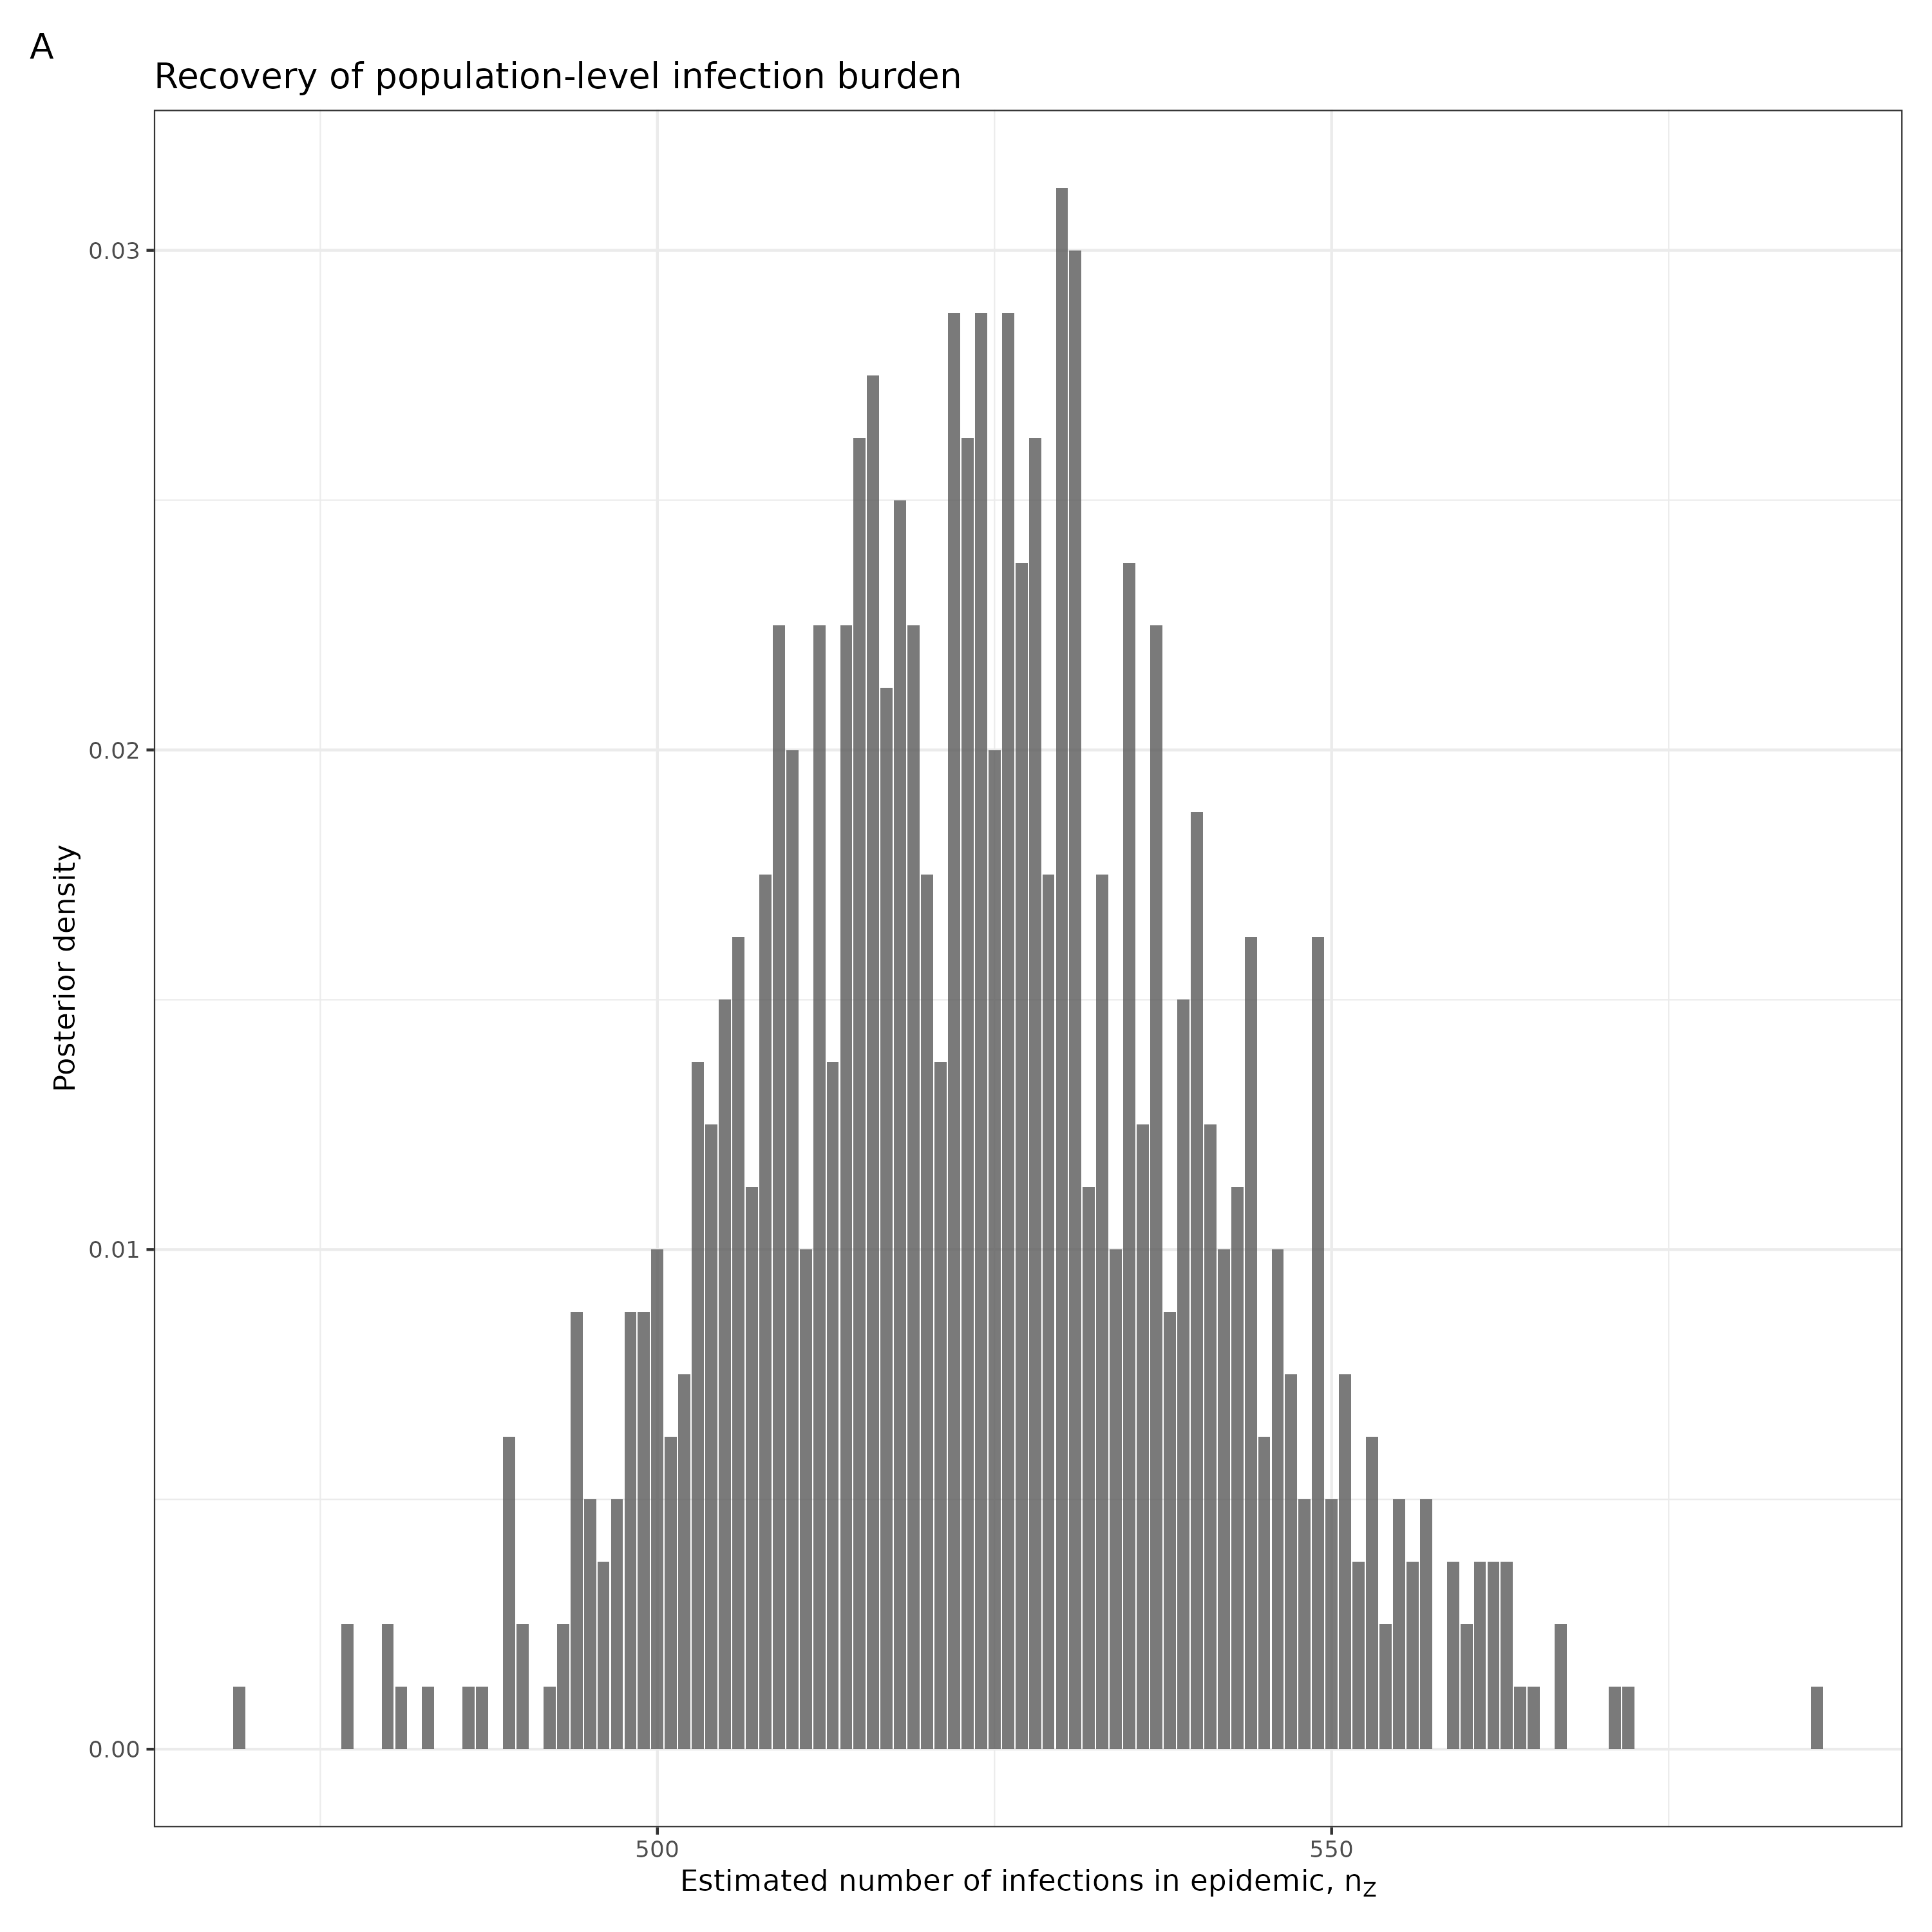 A
Recovery of population-level infection burden
0.03
0.02
0.01
0.00
Posterior density
500
550
Estimated number of infections in epidemic, nZ